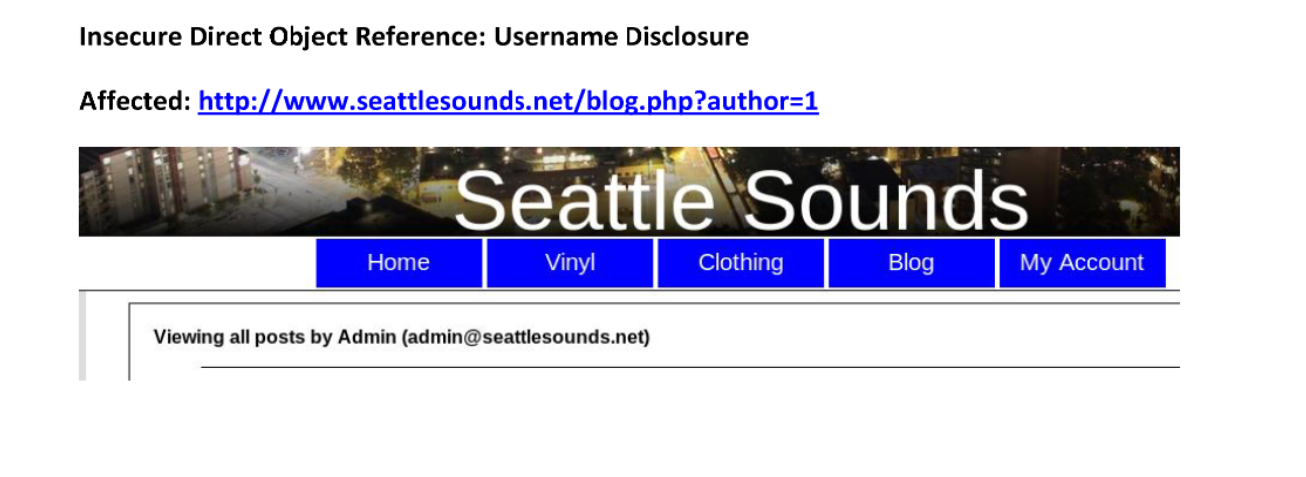 Insecure Direct Object Reference: Username Disclosure
Affected: http://www.seattlesounds.net/blog.php?author=1
Seattle Sounds
Home Vinyl Clothing Blog My Account
Viewing all posts by Admin (admin@seattlesounds.net)